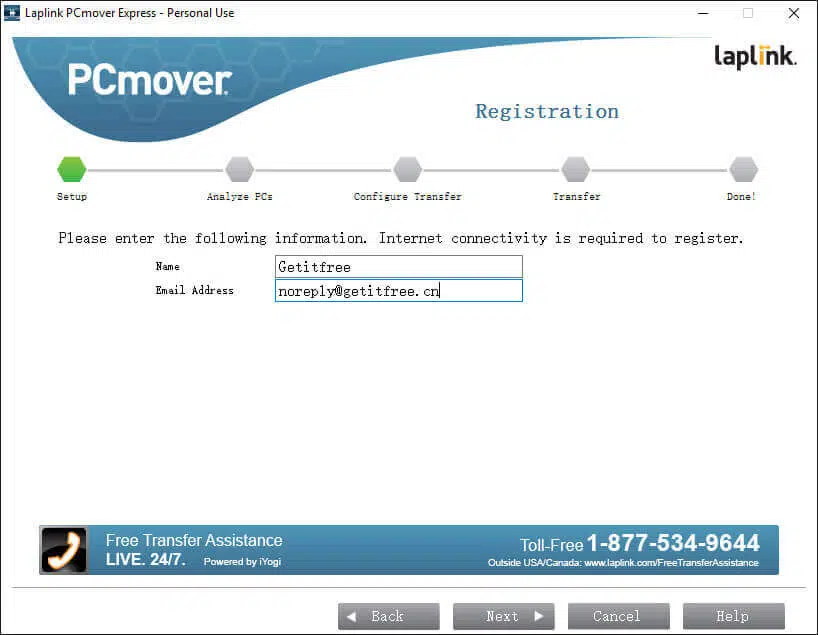 Laplink PCmover Express - Personal Use
PCmover.
laplink.
Registration
Setup
Analyze PCs
Configure Transfer
Transfer
Done!
Please enter the following information. Internet connectivity is required to register.
Name
Getitfree
Email Address
noreply@getitfree.cn
Free Transfer Assistance
LIVE. 24/7. Powered by iYogi
Toll-Free 1-877-534-9644
Outside USA/Canada: www.laplink.com/FreeTransferAssistance
Back
Next
Cancel
Help